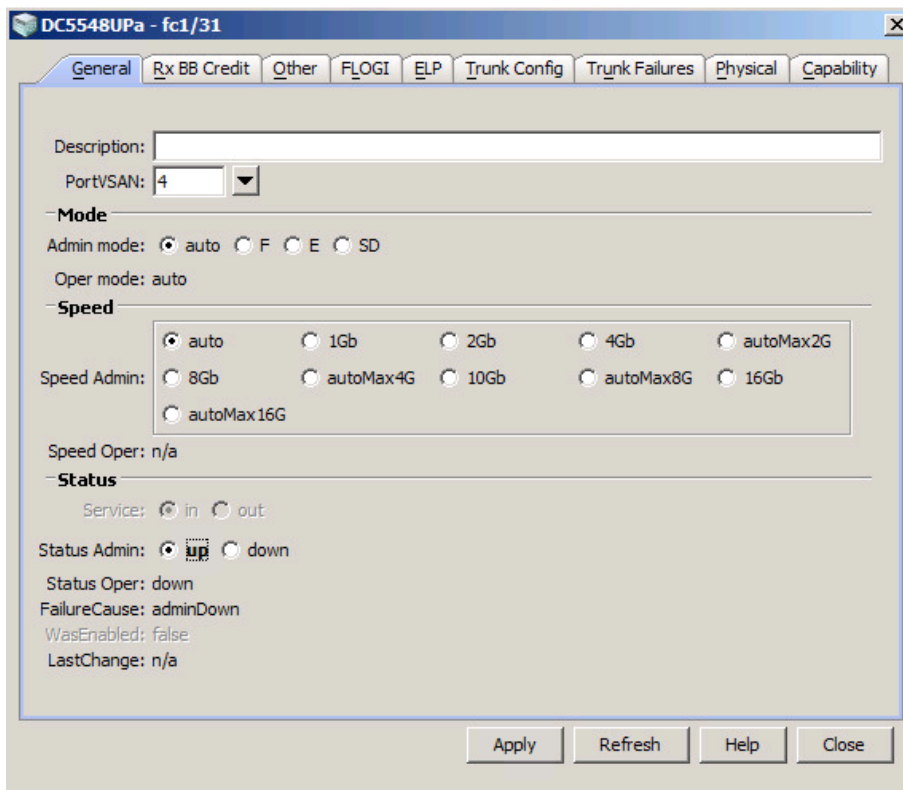 DC5548UPa - fc1/31
General Rx BB Credit Other FLOGI ELP Trunk Config Trunk Failures Physical Capability
Description:
PortVSAN: 4
Mode
Admin mode: auto F E SD
Oper mode: auto
Speed
auto 1Gb 2Gb 4Gb autoMax2G
Speed Admin: 8Gb autoMax4G 10Gb autoMax8G 16Gb
autoMax16G
Speed Oper: n/a
Status
Service: in out
Status Admin: up down
Status Oper: down
FailureCause: adminDown
WasEnabled: false
LastChange: n/a
Apply Refresh Help Close